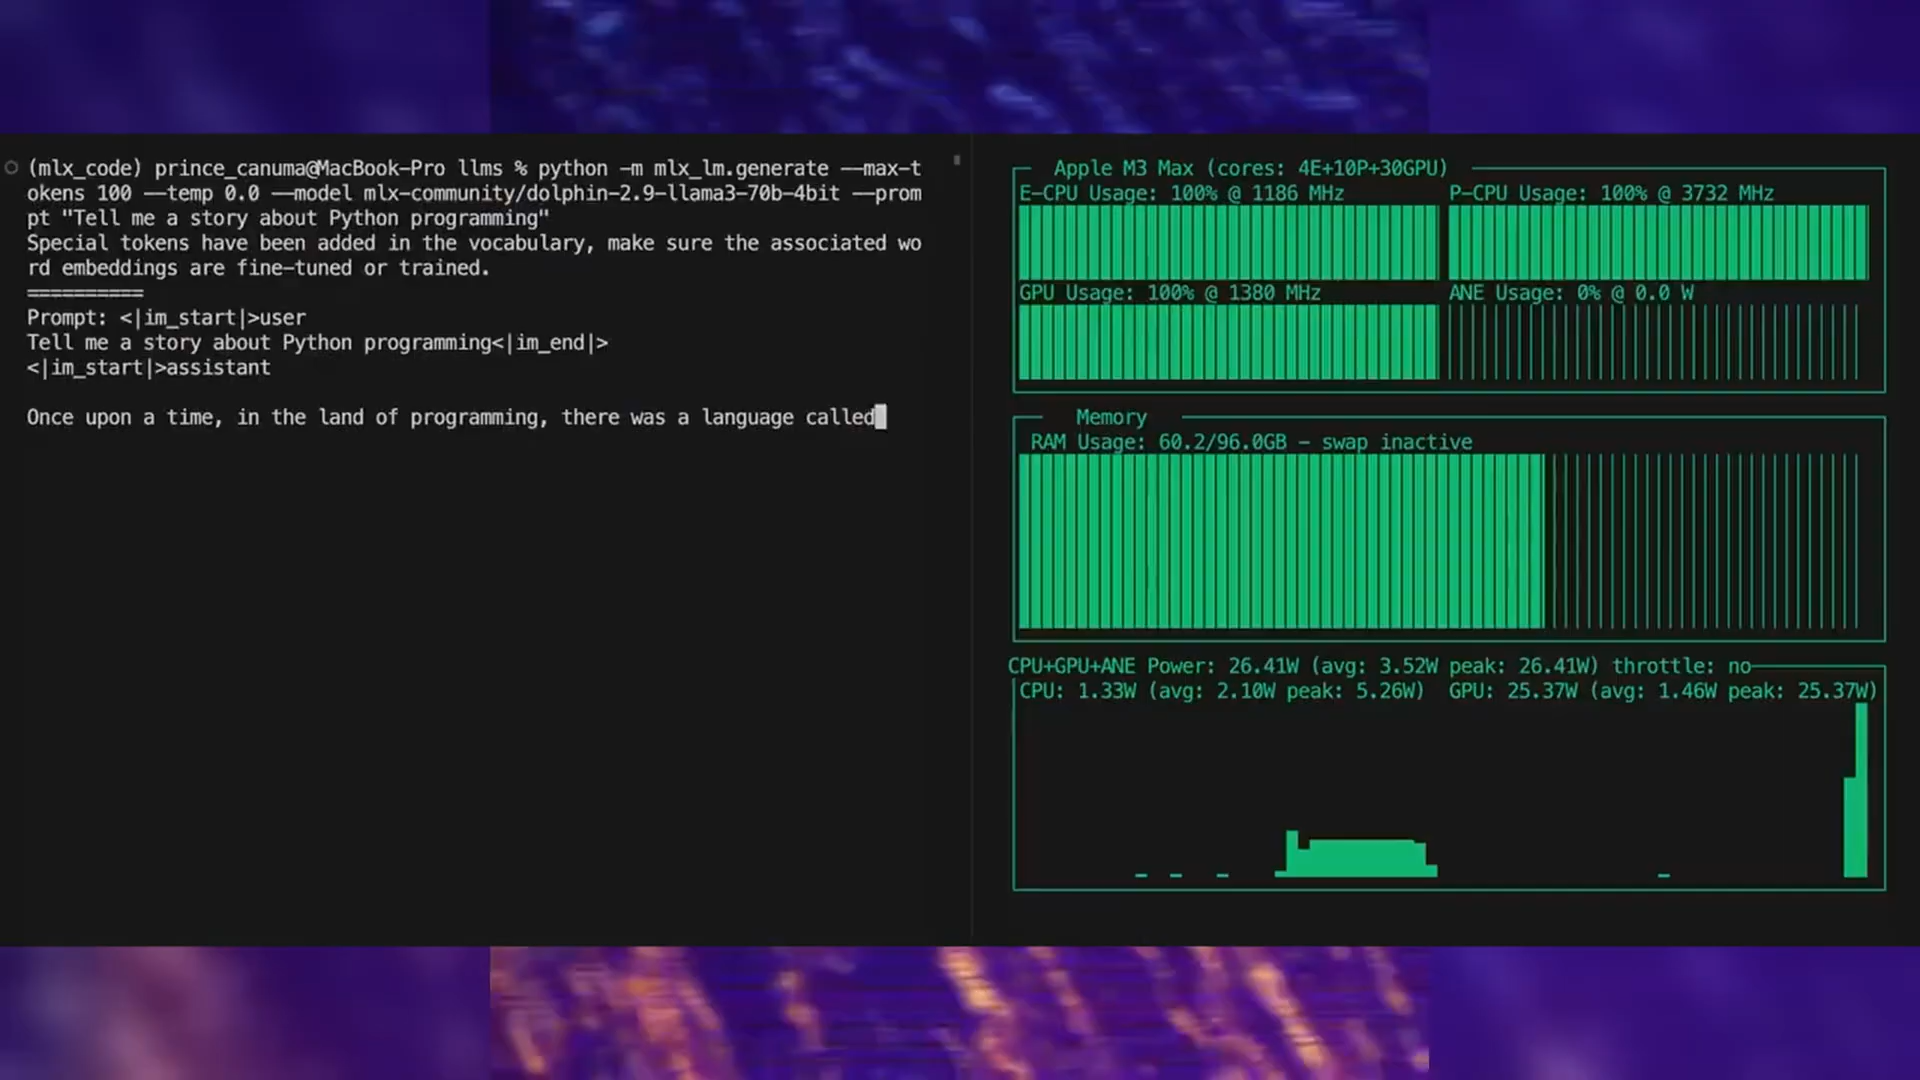 (mlx_code) prince_canuma@MacBook-Pro llms % python -m mlx_lm.generate --max-t
okens 100 --temp 0.0 --model mlx-community/dolphin-2.9-llama3-70b-4bit --prom
pt "Tell me a story about Python programming"
Special tokens have been added in the vocabulary, make sure the associated wo
rd embeddings are fine-tuned or trained.
==========
Prompt: <|im_start|>user
Tell me a story about Python programming<|im_end|>
<|im_start|>assistant
Once upon a time, in the land of programming, there was a language called
Apple M3 Max (cores: 4E+10P+30GPU)
E-CPU Usage: 100% @ 1186 MHz
P-CPU Usage: 100% @ 3732 MHz
GPU Usage: 100% @ 1380 MHz
ANE Usage: 0% @ 0.0 W
Memory
RAM Usage: 60.2/96.0GB - swap inactive
CPU+GPU+ANE Power: 26.41W (avg: 3.52W peak: 26.41W) throttle: no
CPU: 1.33W (avg: 2.10W peak: 5.26W)
GPU: 25.37W (avg: 1.46W peak: 25.37W)